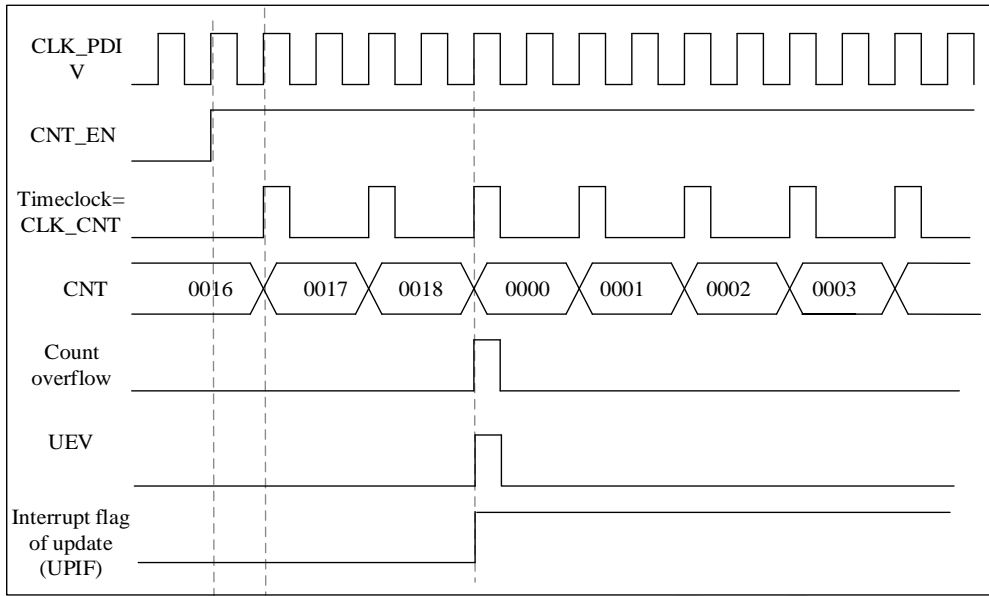 CLK_PDI
V
CNT_EN
Timeclock=
CLK_CNT
CNT
0016 0017 0018 0000 0001 0002 0003
Count
overflow
UEV
Interrupt flag
of update
(UPIF)